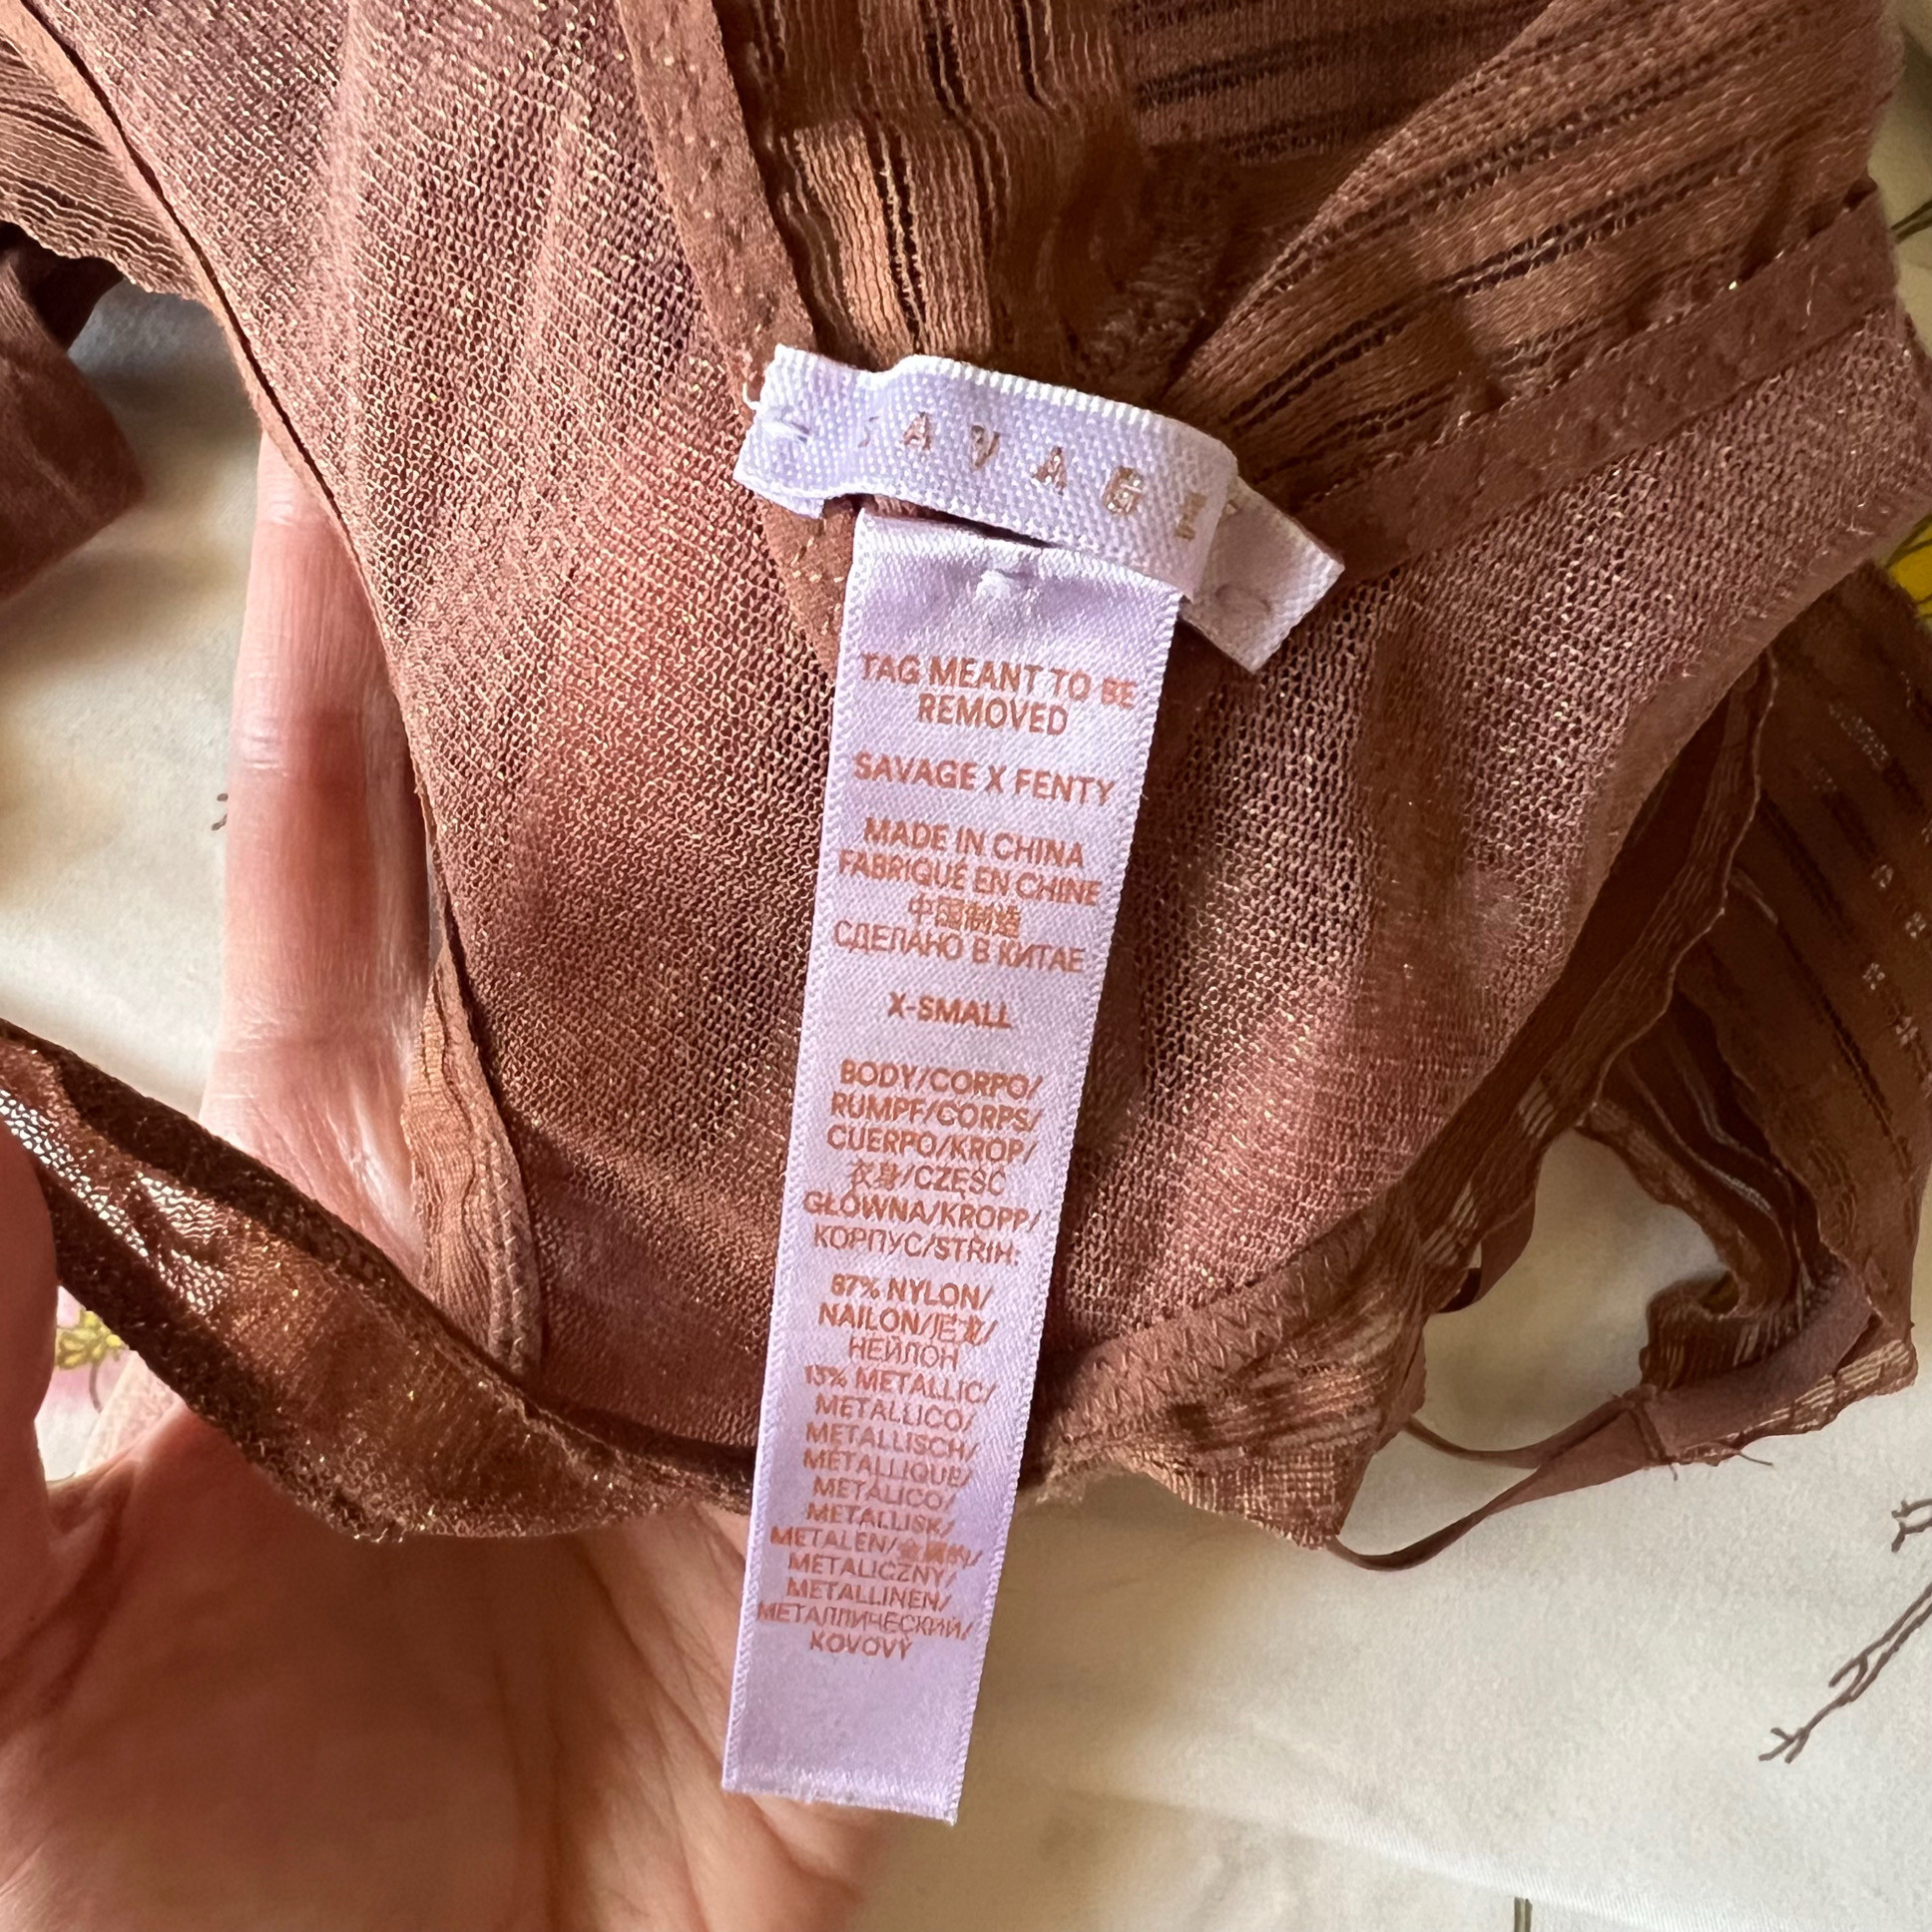 SAVAGE
TAG MEANT TO BE
REMOVED
SAVAGE X FENTY
MADE IN CHINA
FABRIQUÉ EN CHINE
中国制造
СДЕЛАНО В КИТАЕ
X-SMALL
BODY/CORPO/
RUMPF/CORPS/
CUERPO/KROP/
衣身/CZĘŚĆ
GŁÓWNA/KROPP/
КОРПУС/STŘIH:
87% NYLON/
NAILON/尼龙/
НЕЙЛОН
13% METALLIC/
METALLICO/
METALLISCH/
MÉTALLIQUE/
METÁLICO/
METALLISK/
METALEN/金属的/
METALICZNY/
METALLINEN/
МЕТАЛЛИЧЕСКИЙ/
KOVOVÝ